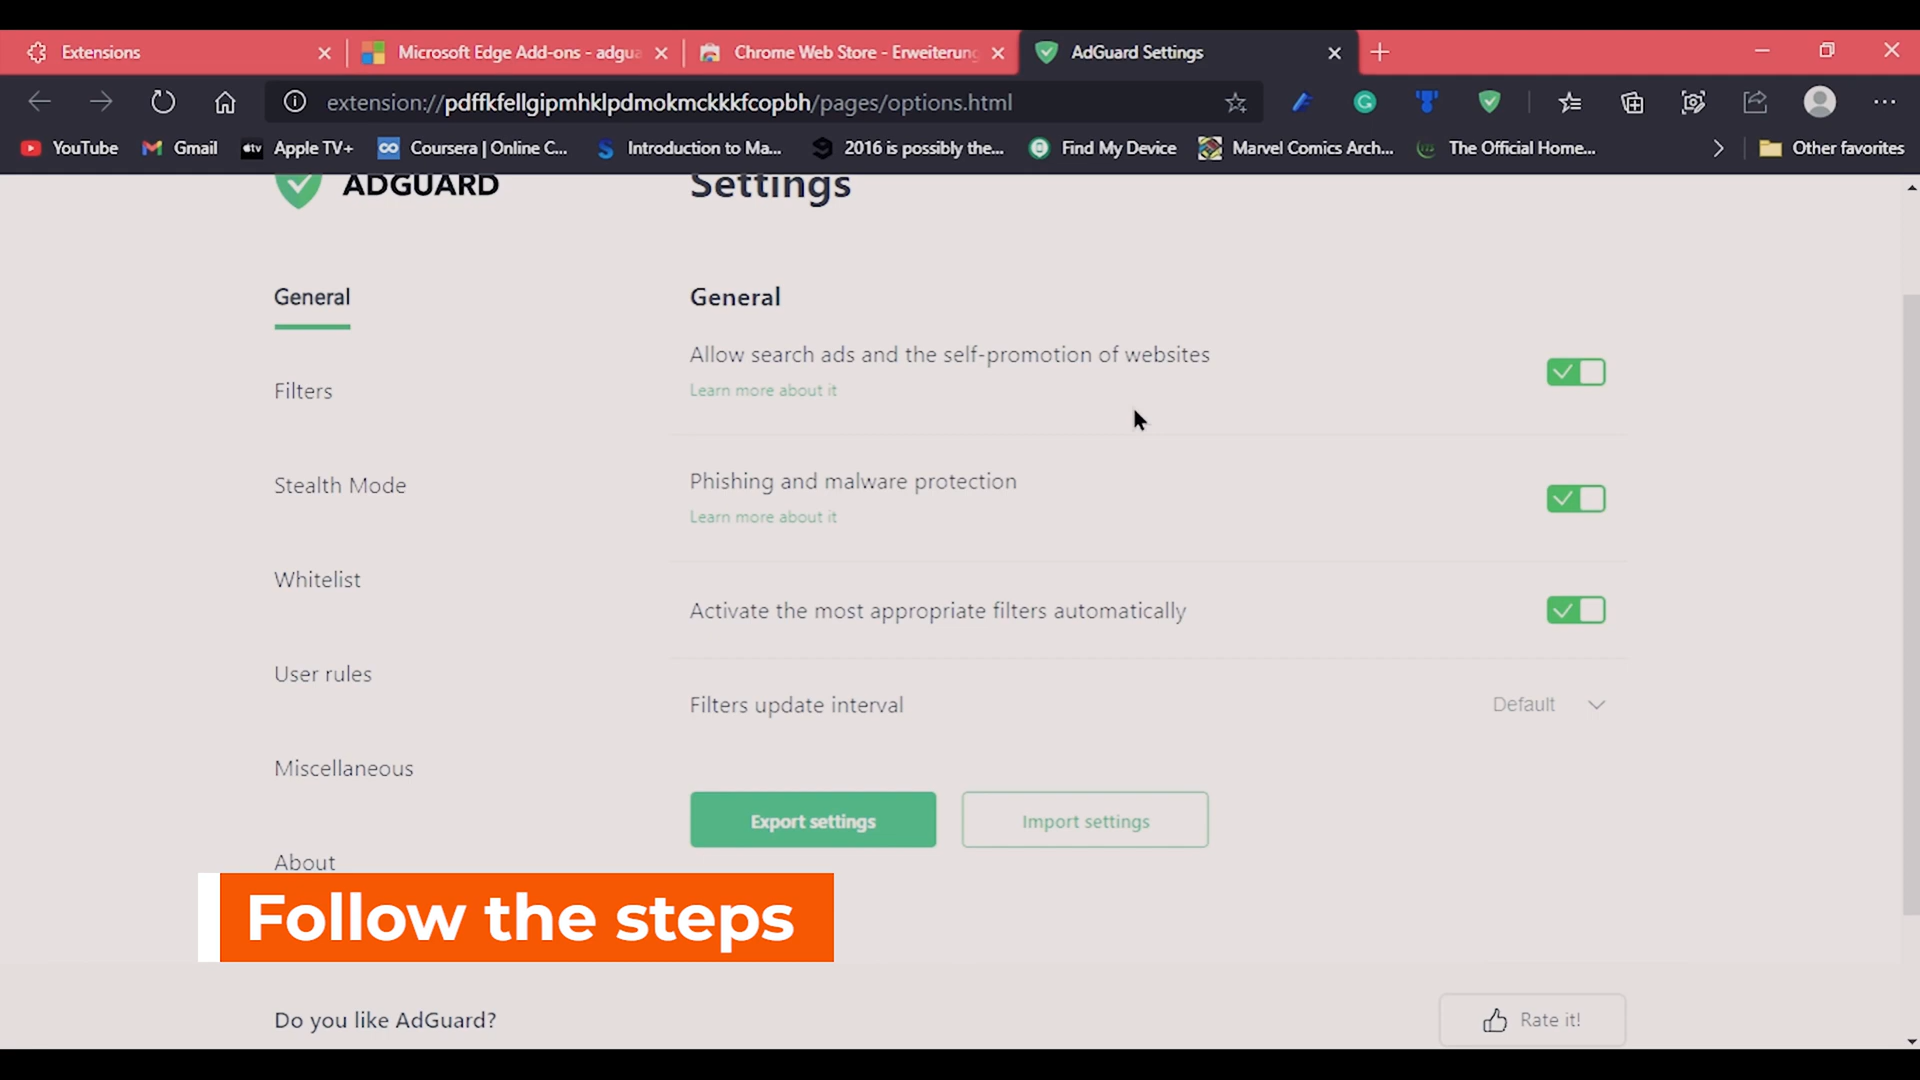 Extensions
Microsoft Edge Add-ons - adgua
Chrome Web Store - Erweiterung
AdGuard Settings
extension://pdffkfellgipmhklpdmokmckkkfcopbh/pages/options.html
YouTube
Gmail
Apple TV+
Coursera | Online C...
Introduction to Ma...
2016 is possibly the...
Find My Device
Marvel Comics Arch...
The Official Home...
Other favorites
ADGUARD
Settings
General
Filters
Stealth Mode
Whitelist
User rules
Miscellaneous
About
General
Allow search ads and the self-promotion of websites
Learn more about it
Phishing and malware protection
Learn more about it
Activate the most appropriate filters automatically
Filters update interval
Default
Export settings
Import settings
Follow the steps
Do you like AdGuard?
Rate it!